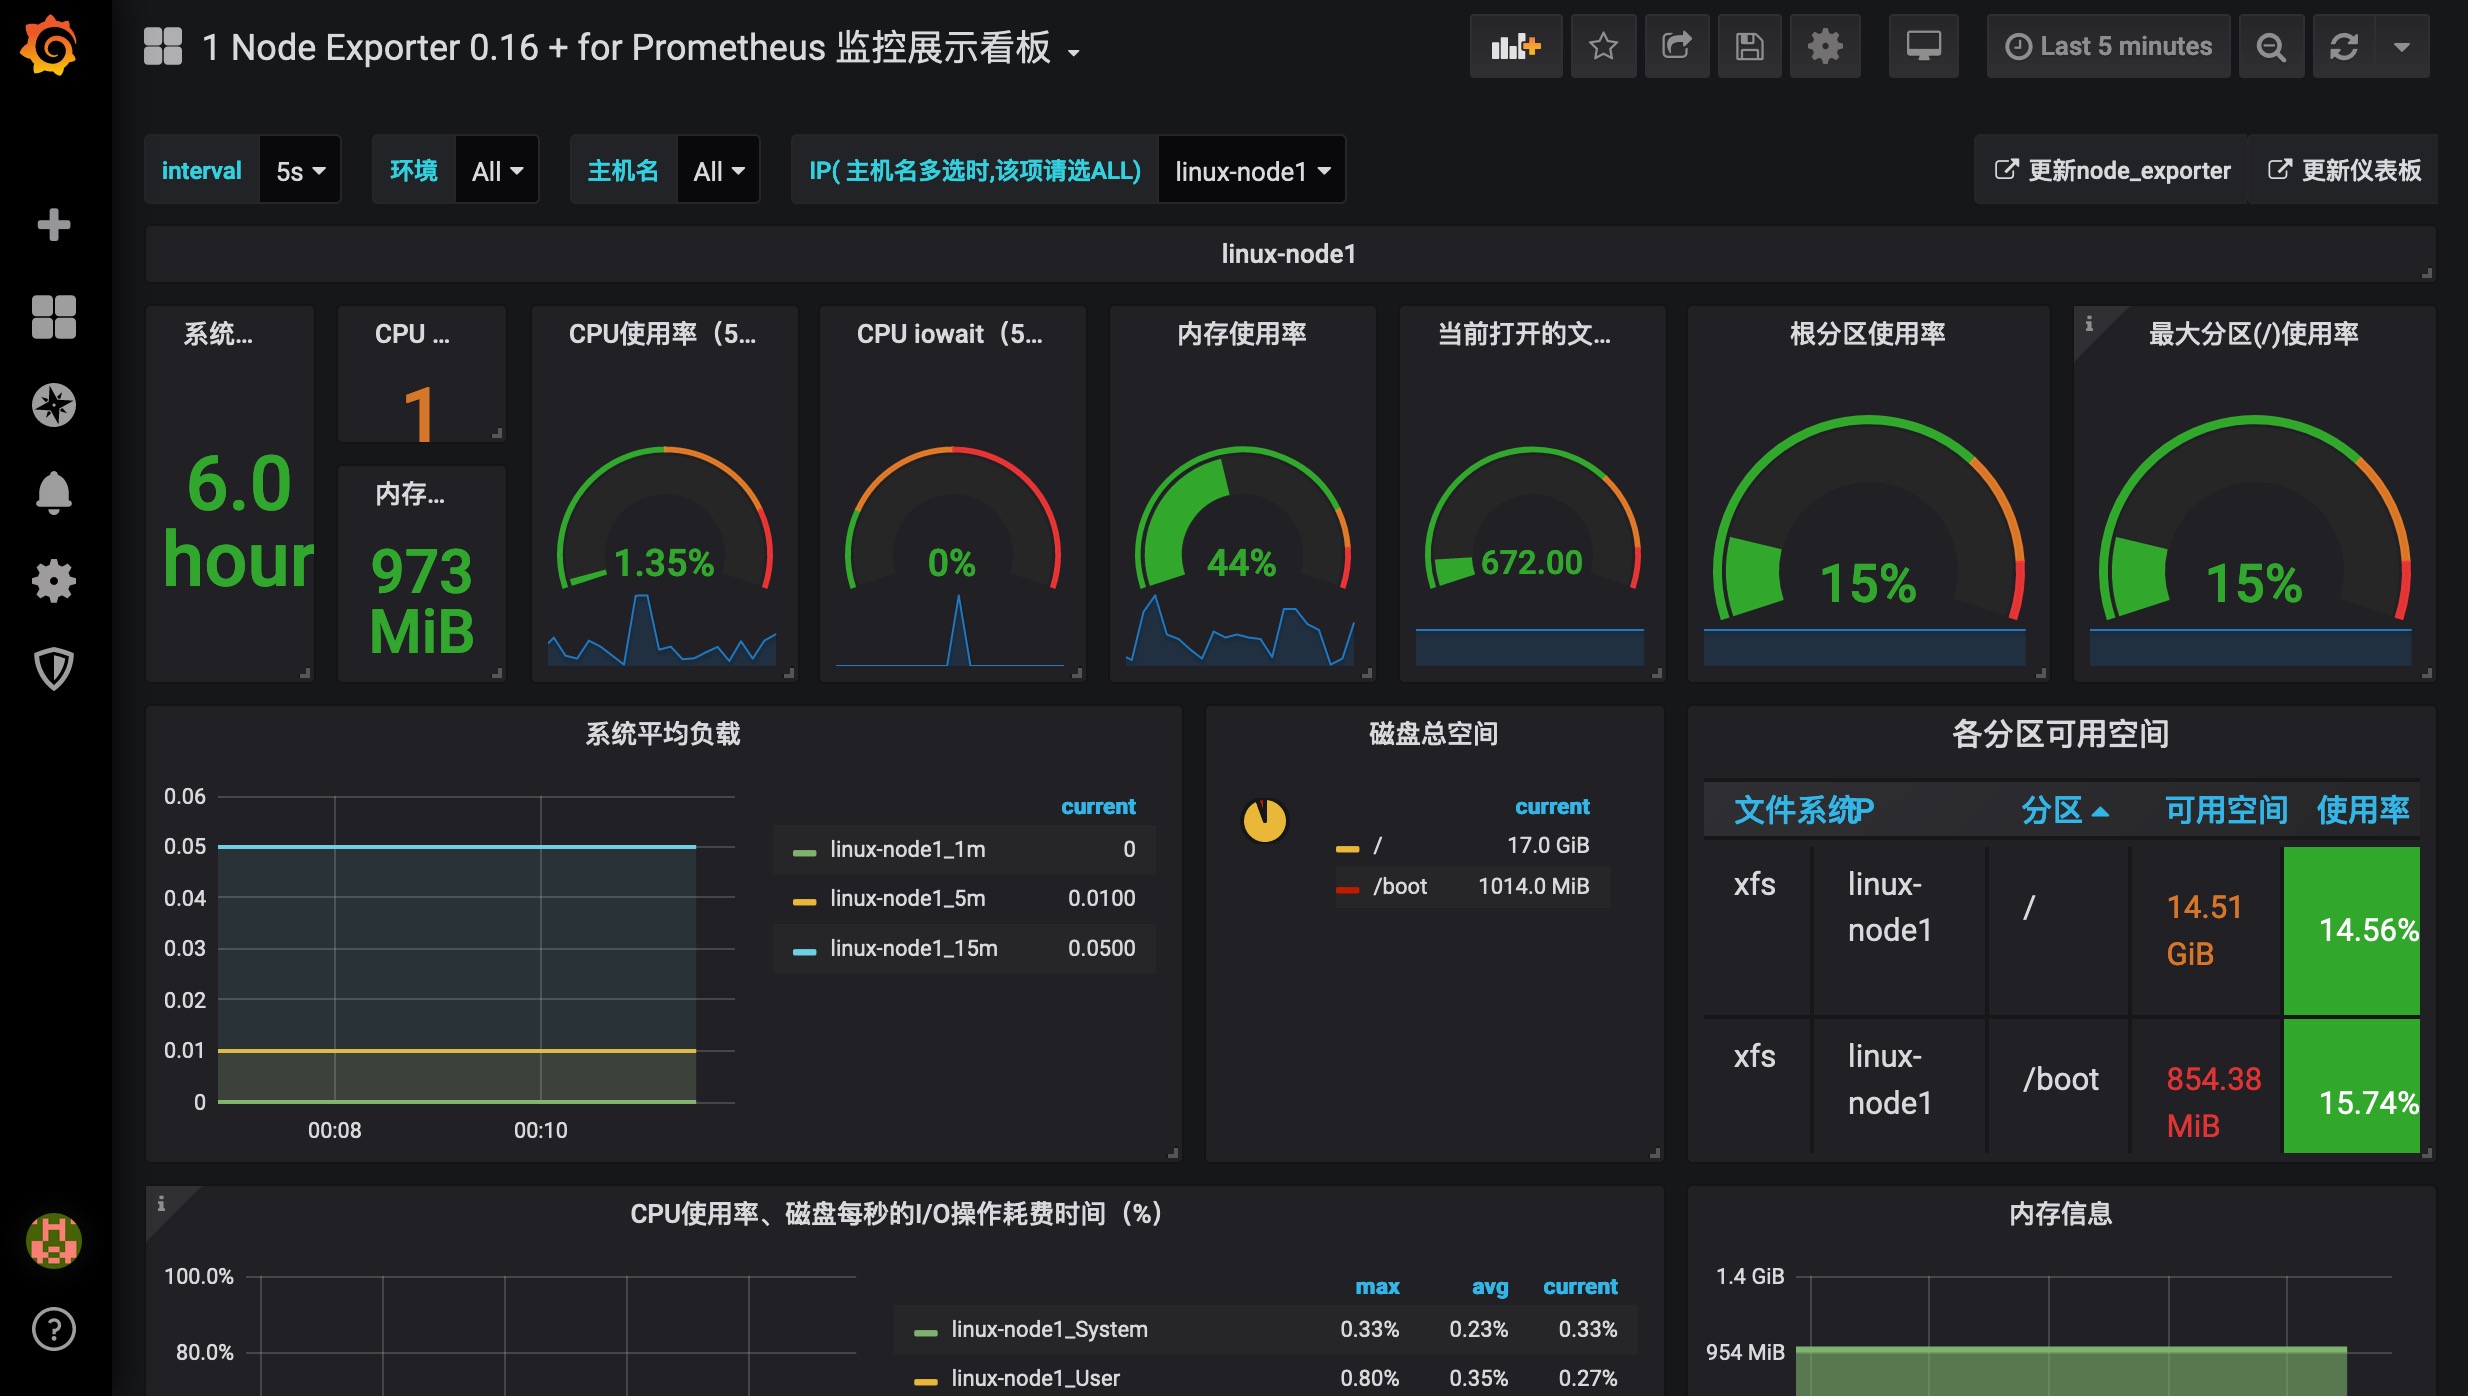 1 Node Exporter 0.16 + for Prometheus 监控展示看板
Last 5 minutes
interval 5s 环境 All 主机名 All IP( 主机名多选时,该项请选ALL) linux-node1 更新node_exporter 更新仪表板
linux-node1
系统...
6.0
hour
CPU ...
1
内存...
973
MiB
CPU使用率（5...
1.35%
CPU iowait（5...
0%
内存使用率
44%
当前打开的文...
672.00
根分区使用率
15%
i
最大分区(/)使用率
15%
系统平均负载
0.06
0.05
0.04
0.03
0.02
0.01
0
00:08 00:10
current
linux-node1_1m 0
linux-node1_5m 0.0100
linux-node1_15m 0.0500
磁盘总空间
current
/ 17.0 GiB
/boot 1014.0 MiB
各分区可用空间
文件系统 IP 分区 可用空间 使用率
xfs linux-node1 / 14.51 GiB 14.56%
xfs linux-node1 /boot 854.38 MiB 15.74%
i
CPU使用率、磁盘每秒的I/O操作耗费时间（%）
100.0%
80.0%
max avg current
linux-node1_System 0.33% 0.23% 0.33%
linux-node1_User 0.80% 0.35% 0.27%
内存信息
1.4 GiB
954 MiB
?